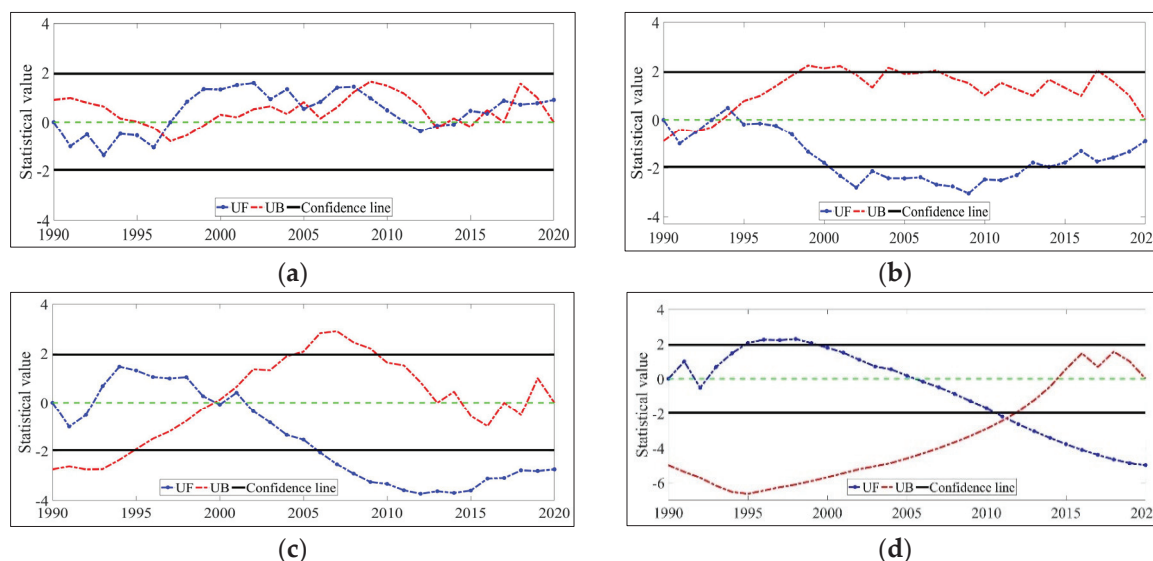 4
2
0
-2
-4
Statistical value
UF UB Confidence line
1990 1995 2000 2005 2010 2015 2020
(a)
4
2
0
-2
-4
Statistical value
UF UB Confidence line
1990 1995 2000 2005 2010 2015 202
(b)
4
2
0
-2
-4
Statistical value
UF UB Confidence line
1990 1995 2000 2005 2010 2015 2020
(c)
4
2
0
-2
-4
-6
Statistical value
UF UB Confidence line
1990 1995 2000 2005 2011 2015 202
(d)